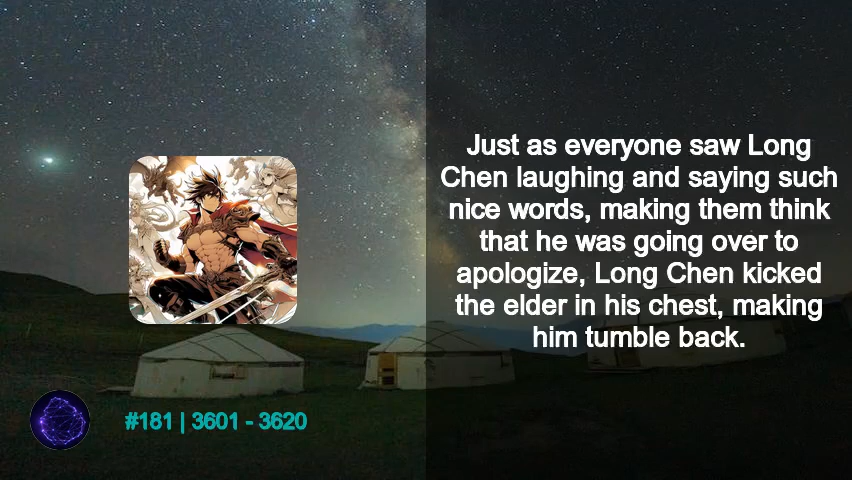 Just as everyone saw Long
Chen laughing and saying such
nice words, making them think
that he was going over to
apologize, Long Chen kicked
the elder in his chest, making
him tumble back.
#181 | 3601 - 3620